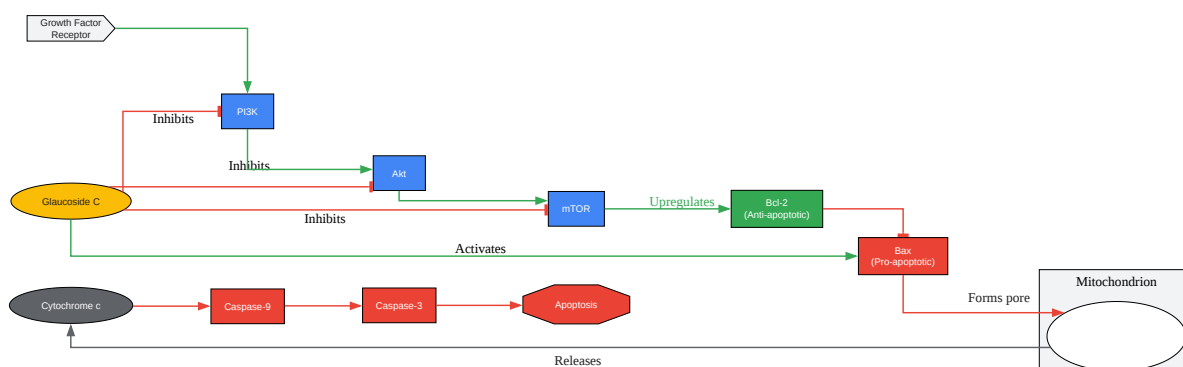 Growth Factor
Receptor
PI3K
Inhibits
Inhibits
Akt
Glaucoside C
Inhibits
mTOR
Upregulates
Bcl-2
(Anti-apoptotic)
Activates
Bax
(Pro-apoptotic)
Mitochondrion
Forms pore
Cytochrome c
Caspase-9
Caspase-3
Apoptosis
Releases